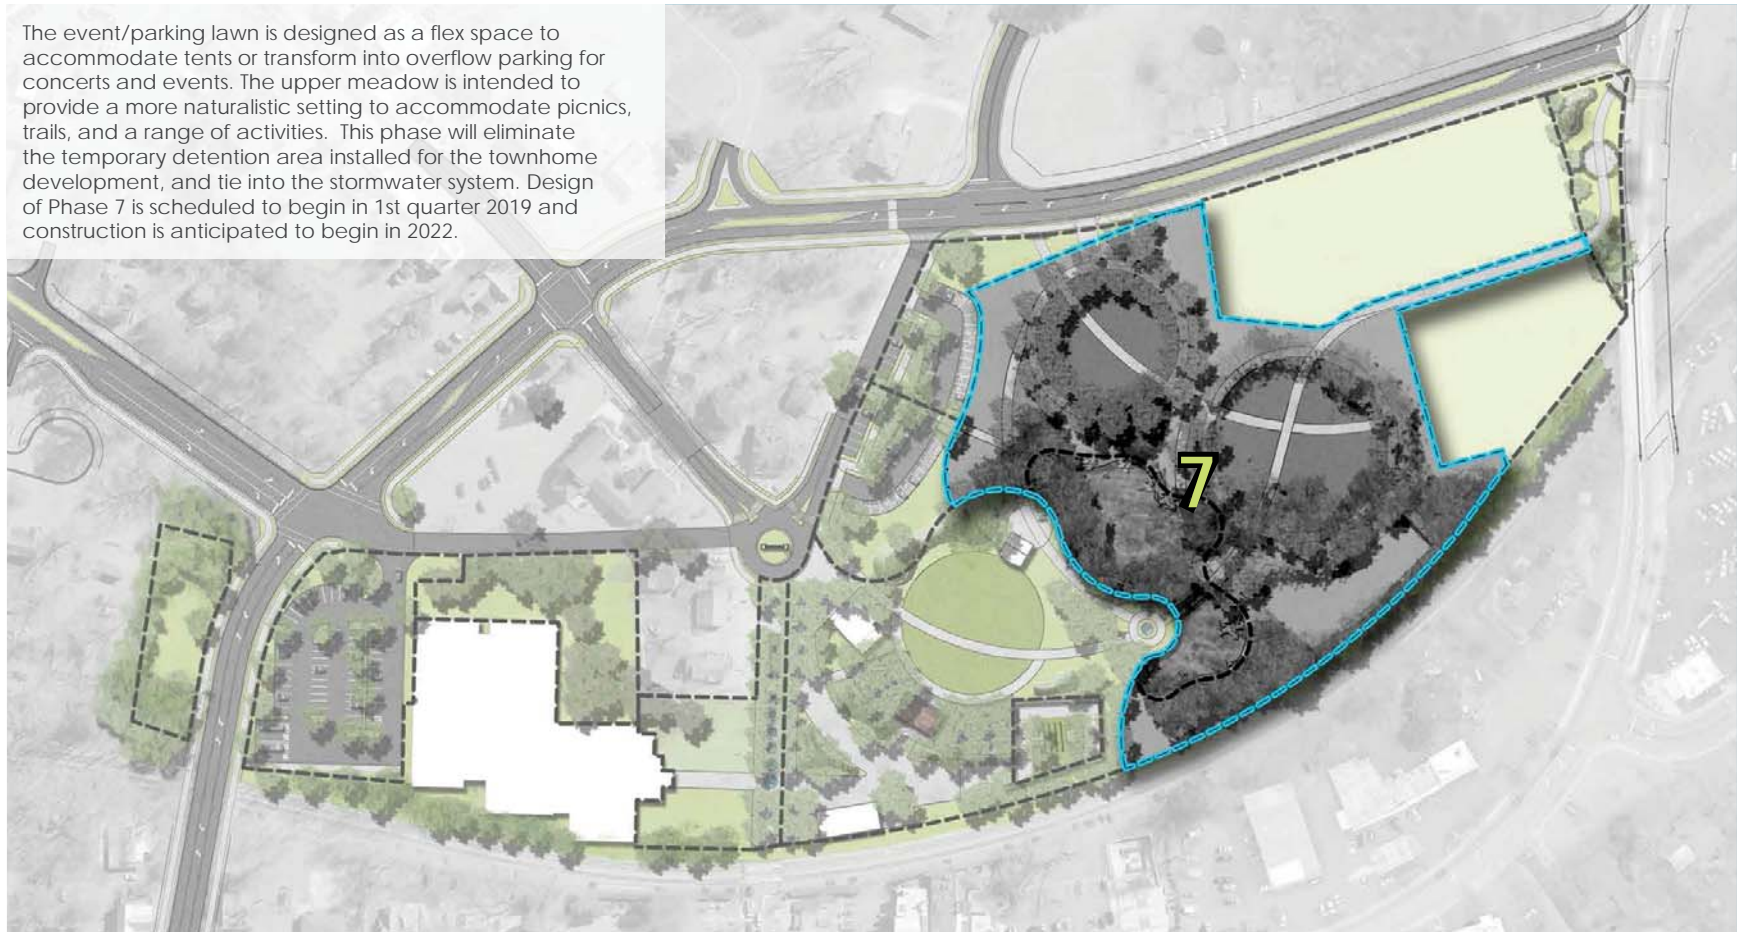 The event/parking lawn is designed as a flex space to
accommodate tents or transform into overflow parking for
concerts and events. The upper meadow is intended to
provide a more naturalistic setting to accommodate picnics,
trails, and a range of activities.  This phase will eliminate
the temporary detention area installed for the townhome
development, and tie into the stormwater system. Design
of Phase 7 is scheduled to begin in 1st quarter 2019 and
construction is anticipated to begin in 2022.
7